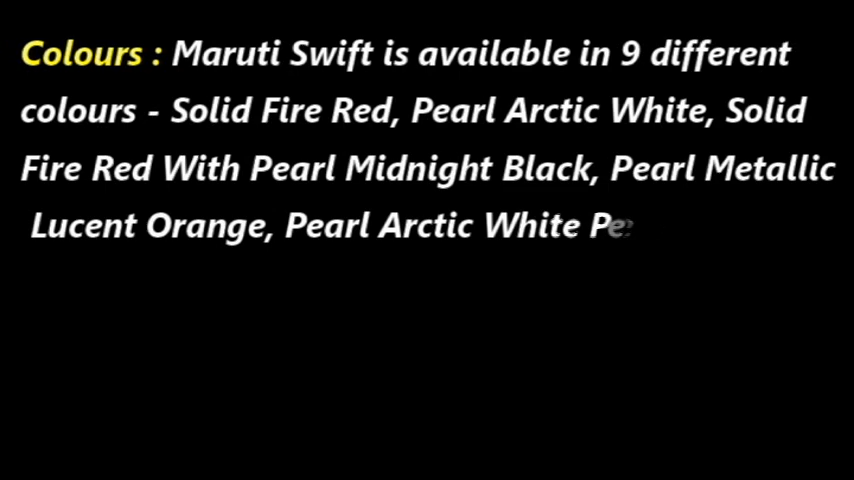 Colours : Maruti Swift is available in 9 different
colours - Solid Fire Red, Pearl Arctic White, Solid
Fire Red With Pearl Midnight Black, Pearl Metallic
Lucent Orange, Pearl Arctic White